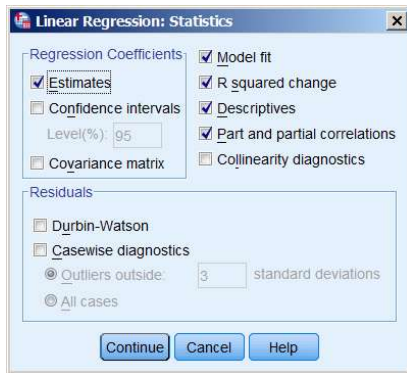 Linear Regression: Statistics
Regression Coefficients
Estimates
Confidence intervals
Level(%): 95
Covariance matrix
Model fit
R squared change
Descriptives
Part and partial correlations
Collinearity diagnostics
Residuals
Durbin-Watson
Casewise diagnostics
Outliers outside: 3 standard deviations
All cases
Continue Cancel Help